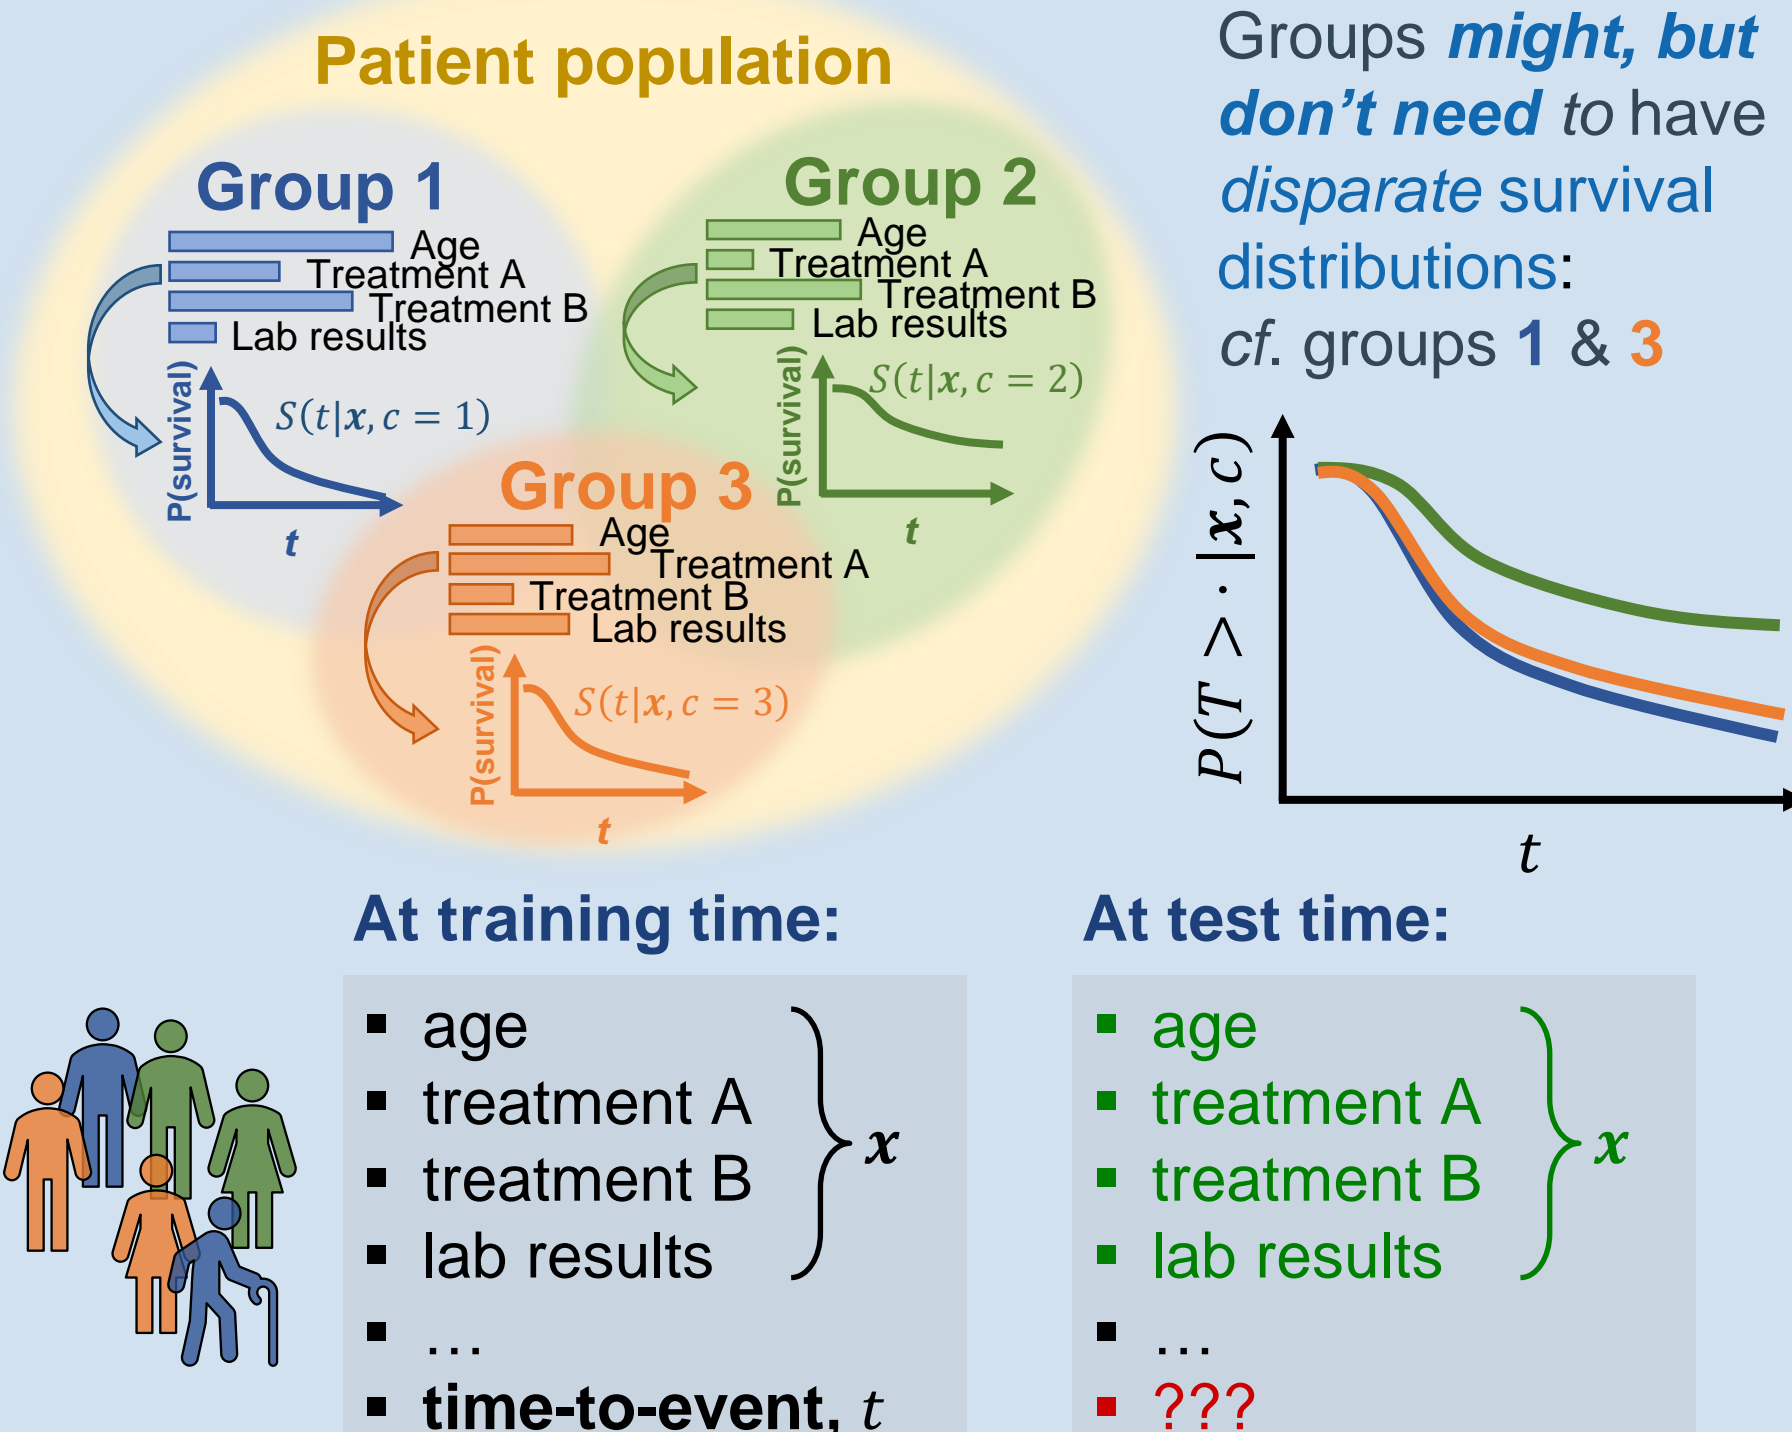 Patient population
Group 1
Age
Treatment A
Treatment B
Lab results
P(survival)
S(t|x, c = 1)
t
Group 2
Age
Treatment A
Treatment B
Lab results
P(survival)
S(t|x, c = 2)
t
Group 3
Age
Treatment A
Treatment B
Lab results
P(survival)
S(t|x, c = 3)
t
Groups might, but
don’t need to have
disparate survival
distributions:
cf. groups 1 & 3
P(T > · |x, c)
t
At training time:
▪ age
▪ treatment A
▪ treatment B
▪ lab results
x
▪ …
▪ time-to-event, t
At test time:
▪ age
▪ treatment A
▪ treatment B
▪ lab results
x
▪ …
▪ ???